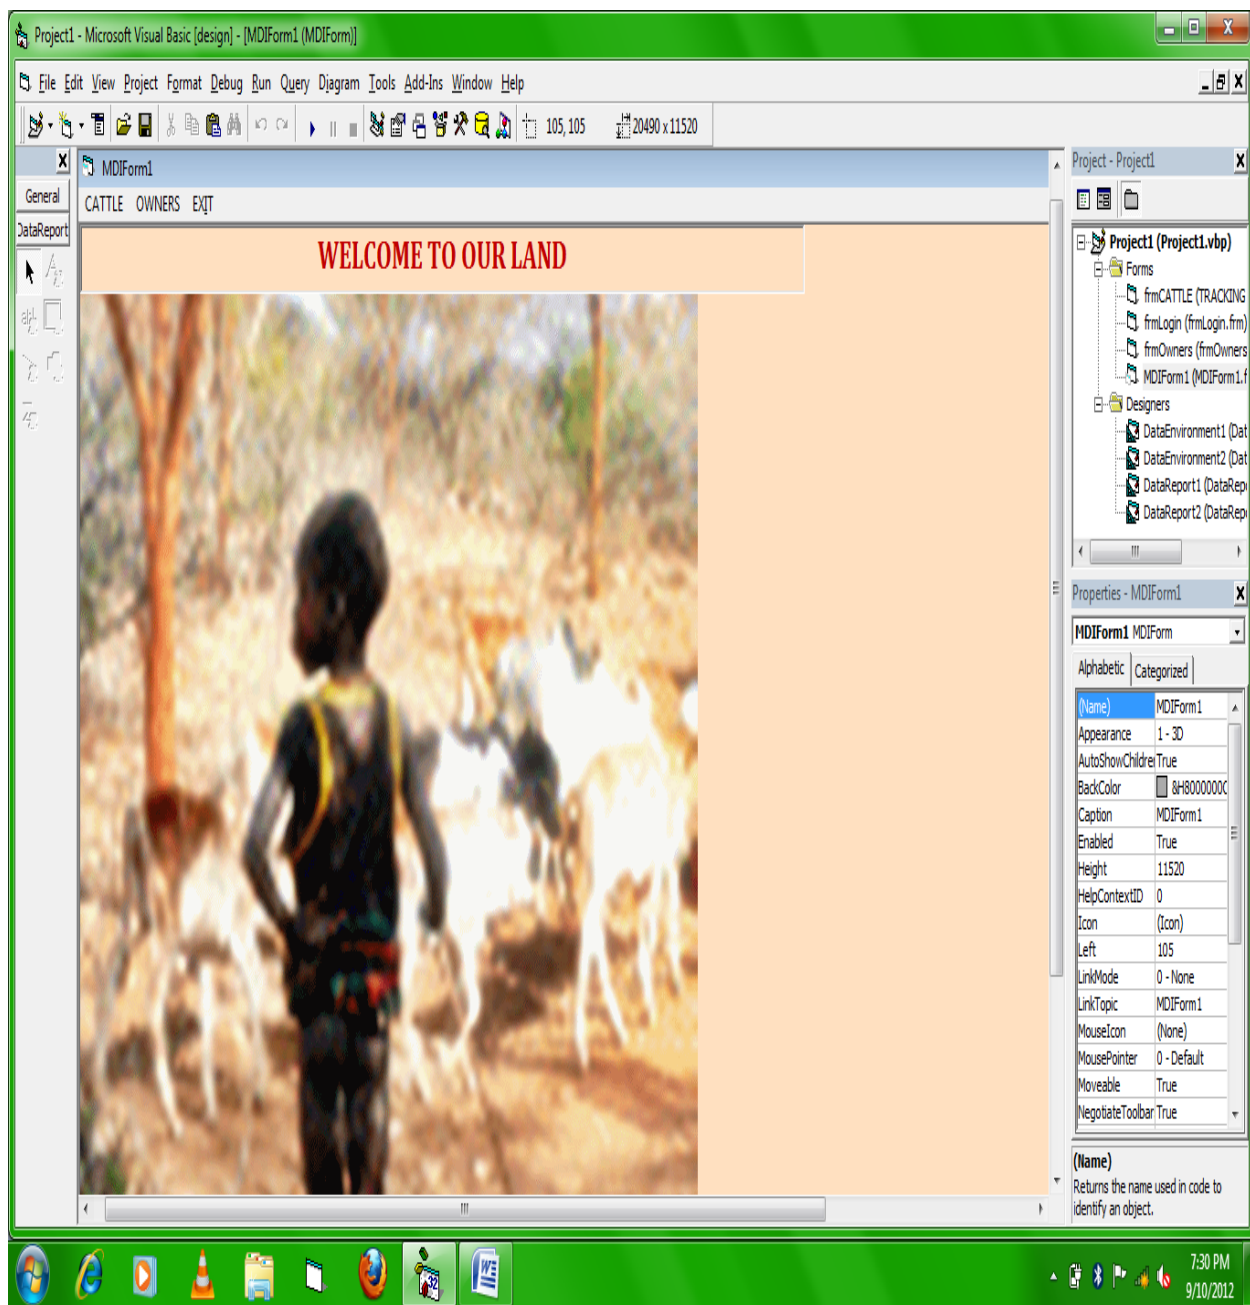 Project1 - Microsoft Visual Basic [design] - [MDIForm1 (MDIForm)]
File Edit View Project Format Debug Run Query Diagram Tools Add-Ins Window Help
105, 105 20490 x 11520
General
DataReport
MDIForm1
CATTLE OWNERS EXIT
WELCOME TO OUR LAND
Project - Project1
Project1 (Project1.vbp)
Forms
frmCATTLE (TRACKING
frmLogin (frmLogin.frm)
frmOwners (frmOwners
MDIForm1 (MDIForm1.f
Designers
DataEnvironment1 (Dat
DataEnvironment2 (Dat
DataReport1 (DataRep
DataReport2 (DataRep
Properties - MDIForm1
MDIForm1 MDIForm
Alphabetic Categorized
(Name) MDIForm1
Appearance 1 - 3D
AutoShowChildre True
BackColor &H8000000C
Caption MDIForm1
Enabled True
Height 11520
HelpContextID 0
Icon (Icon)
Left 105
LinkMode 0 - None
LinkTopic MDIForm1
MouseIcon (None)
MousePointer 0 - Default
Moveable True
NegotiateToolbar True
(Name)
Returns the name used in code to
identify an object.
7:30 PM
9/10/2012